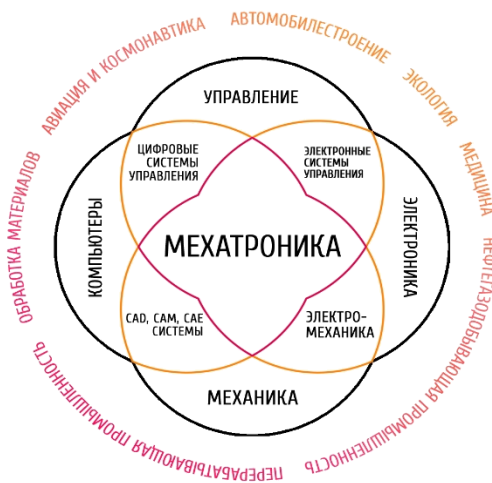 АВИАЦИЯ И КОСМОНАВТИКА
АВТОМОБИЛЕСТРОЕНИЕ
ЭКОЛОГИЯ
МЕДИЦИНА
НЕФТЕГАЗОДОБЫВАЮЩАЯ ПРОМЫШЛЕННОСТЬ
ПЕРЕРАБАТЫВАЮЩАЯ ПРОМЫШЛЕННОСТЬ
ОБРАБОТКА МАТЕРИАЛОВ
УПРАВЛЕНИЕ
ЦИФРОВЫЕ
СИСТЕМЫ
УПРАВЛЕНИЯ
ЭЛЕКТРОННЫЕ
СИСТЕМЫ
УПРАВЛЕНИЯ
КОМПЬЮТЕРЫ
МЕХАТРОНИКА
ЭЛЕКТРОНИКА
CAD, CAM, CAE
СИСТЕМЫ
ЭЛЕКТРО-
МЕХАНИКА
МЕХАНИКА